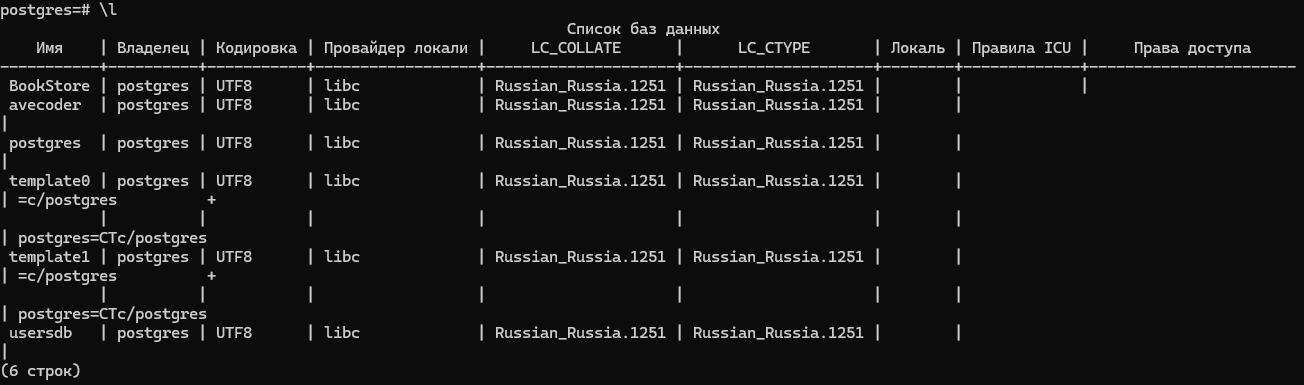 postgres=# \l
Список баз данных
Имя | Владелец | Кодировка | Провайдер локали | LC_COLLATE | LC_CTYPE | Локаль | Правила ICU | Права доступа
-----------+----------+-----------+------------------+---------------------+---------------------+--------+-------------+-----------------------
BookStore | postgres | UTF8 | libc | Russian_Russia.1251 | Russian_Russia.1251 | | |
avecoder | postgres | UTF8 | libc | Russian_Russia.1251 | Russian_Russia.1251 | |
|
postgres | postgres | UTF8 | libc | Russian_Russia.1251 | Russian_Russia.1251 | |
|
template0 | postgres | UTF8 | libc | Russian_Russia.1251 | Russian_Russia.1251 | |
| =c/postgres +
| | | | | | |
| postgres=CTc/postgres
template1 | postgres | UTF8 | libc | Russian_Russia.1251 | Russian_Russia.1251 | |
| =c/postgres +
| | | | | | |
| postgres=CTc/postgres
usersdb | postgres | UTF8 | libc | Russian_Russia.1251 | Russian_Russia.1251 | |
|
(6 строк)